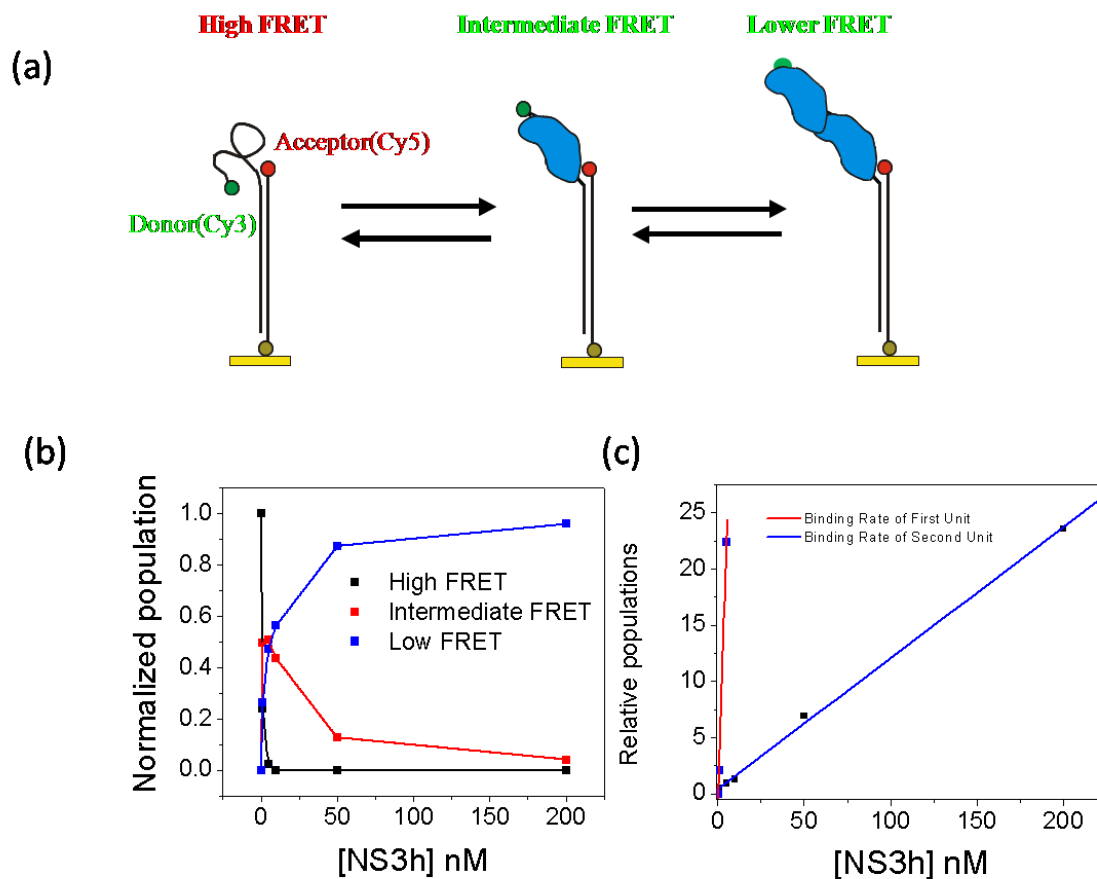 High FRET Intermediate FRET Lower FRET
(a)
Acceptor(Cy5)
Donor(Cy3)
(b)
Normalized population
1.0
0.8
0.6
0.4
0.2
0.0
High FRET
Intermediate FRET
Low FRET
0 50 100 150 200
[NS3h] nM
(c)
Relative populations
25
20
15
10
5
0
Binding Rate of First Unit
Binding Rate of Second Unit
0 50 100 150 200
[NS3h] nM